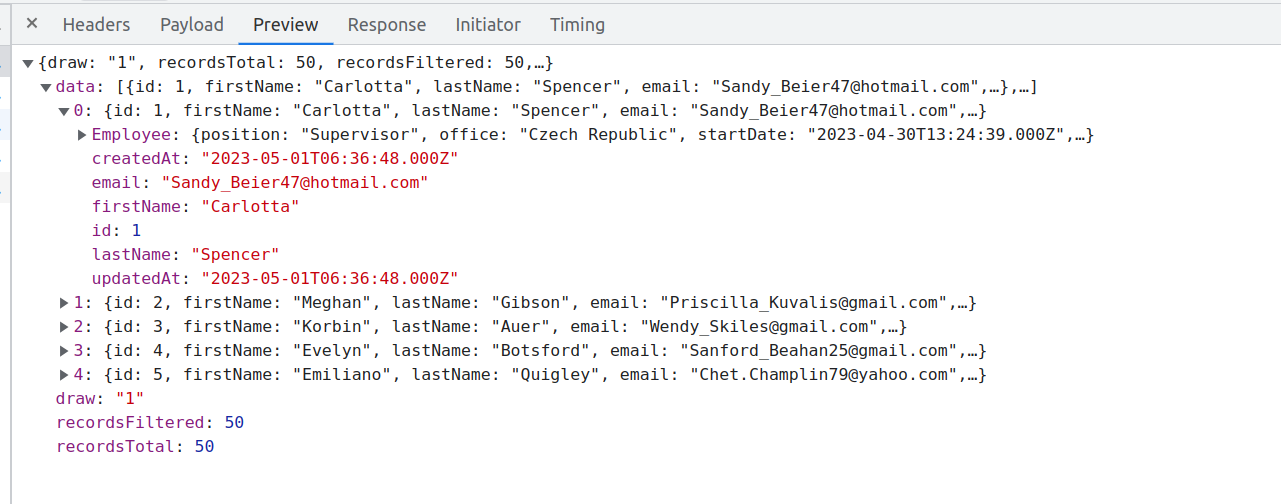 Headers Payload Preview Response Initiator Timing
{draw: "1", recordsTotal: 50, recordsFiltered: 50,…}
data: [{id: 1, firstName: "Carlotta", lastName: "Spencer", email: "Sandy_Beier47@hotmail.com",…},…]
0: {id: 1, firstName: "Carlotta", lastName: "Spencer", email: "Sandy_Beier47@hotmail.com",…}
Employee: {position: "Supervisor", office: "Czech Republic", startDate: "2023-04-30T13:24:39.000Z",…}
createdAt: "2023-05-01T06:36:48.000Z"
email: "Sandy_Beier47@hotmail.com"
firstName: "Carlotta"
id: 1
lastName: "Spencer"
updatedAt: "2023-05-01T06:36:48.000Z"
1: {id: 2, firstName: "Meghan", lastName: "Gibson", email: "Priscilla_Kuvalis@gmail.com",…}
2: {id: 3, firstName: "Korbin", lastName: "Auer", email: "Wendy_Skiles@gmail.com",…}
3: {id: 4, firstName: "Evelyn", lastName: "Botsford", email: "Sanford_Beahan25@gmail.com",…}
4: {id: 5, firstName: "Emiliano", lastName: "Quigley", email: "Chet.Champlin79@yahoo.com",…}
draw: "1"
recordsFiltered: 50
recordsTotal: 50